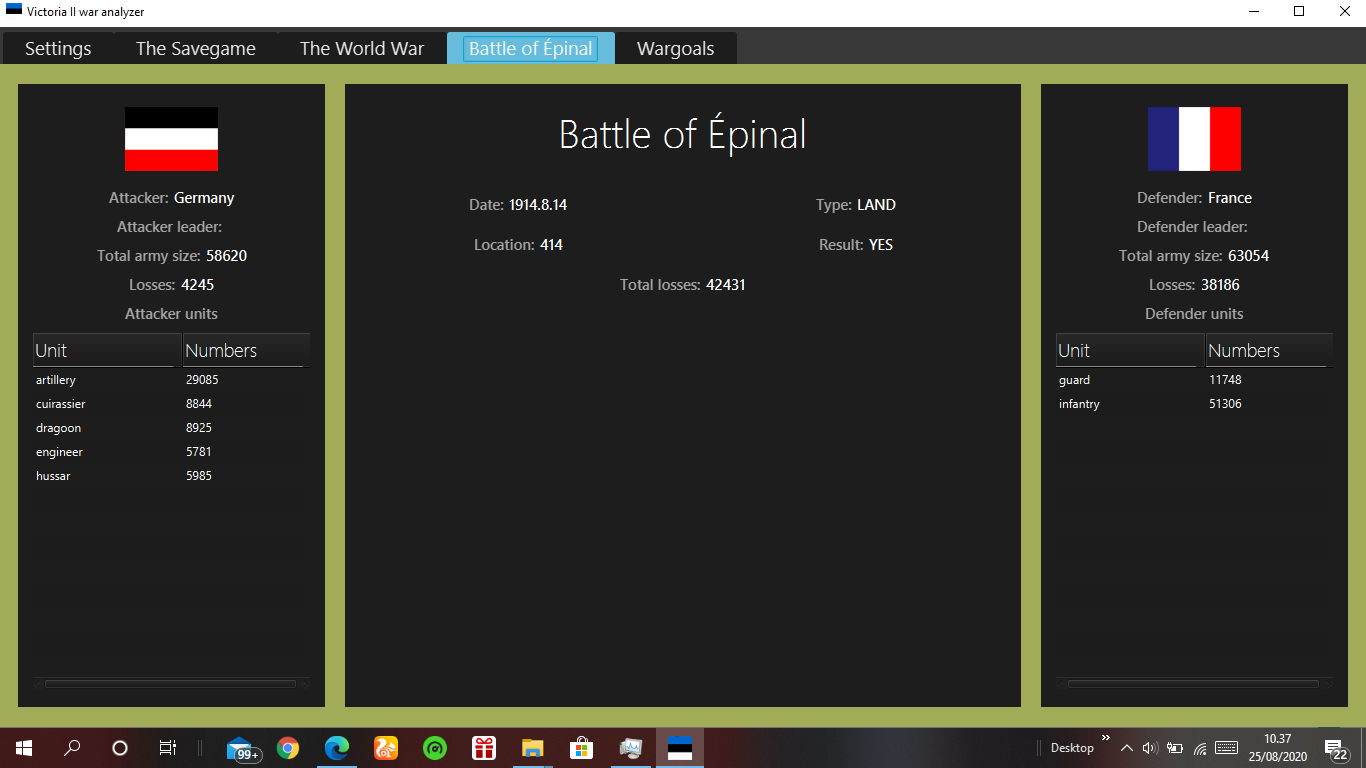 Victoria II war analyzer
Settings The Savegame The World War Battle of Épinal Wargoals
Attacker: Germany
Attacker leader:
Total army size: 58620
Losses: 4245
Attacker units
Unit Numbers
artillery 29085
cuirassier 8844
dragoon 8925
engineer 5781
hussar 5985
Battle of Épinal
Date: 1914.8.14 Type: LAND
Location: 414 Result: YES
Total losses: 42431
Defender: France
Defender leader:
Total army size: 63054
Losses: 38186
Defender units
Unit Numbers
guard 11748
infantry 51306
99+
Desktop
10.37
25/08/2020
22